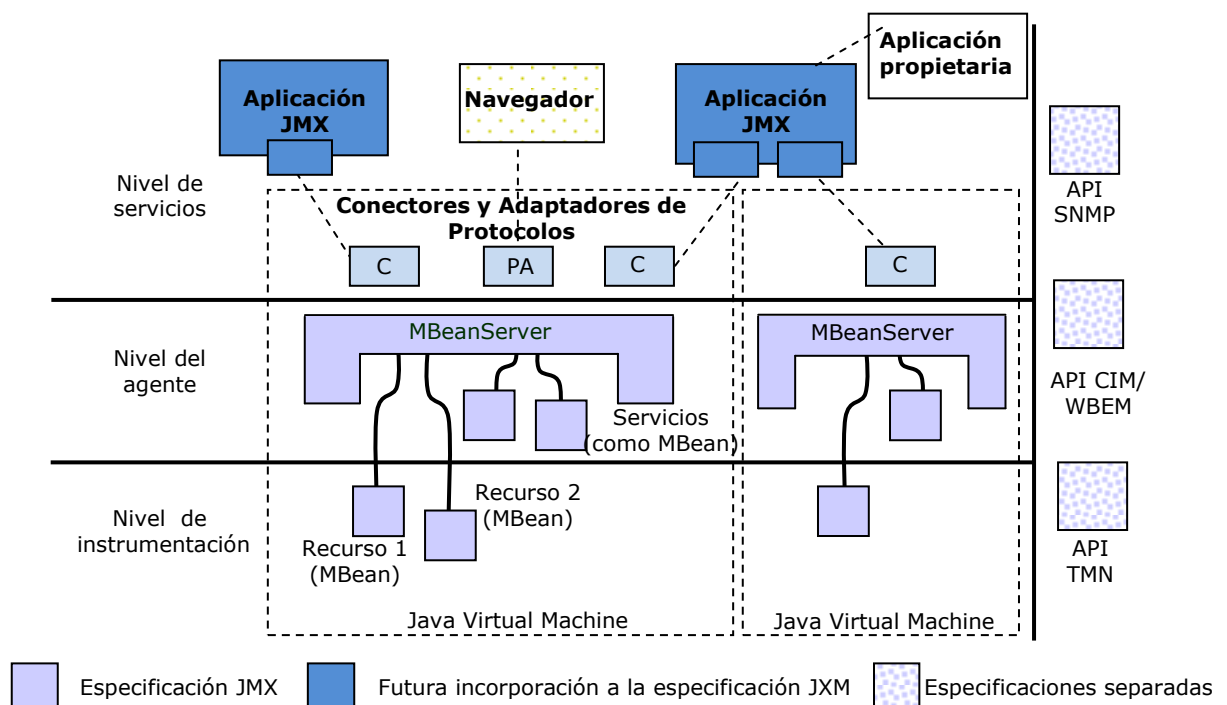 Aplicación
propietaria
Aplicación
JMX
Navegador
Aplicación
JMX
Nivel de
servicios
Conectores y Adaptadores de
Protocolos
C
PA
C
C
API
SNMP
Nivel del
agente
MBeanServer
MBeanServer
Servicios
(como MBean)
API CIM/
WBEM
Nivel de
instrumentación
Recurso 1
(MBean)
Recurso 2
(MBean)
API
TMN
Java Virtual Machine
Java Virtual Machine
Especificación JMX
Futura incorporación a la especificación JXM
Especificaciones separadas